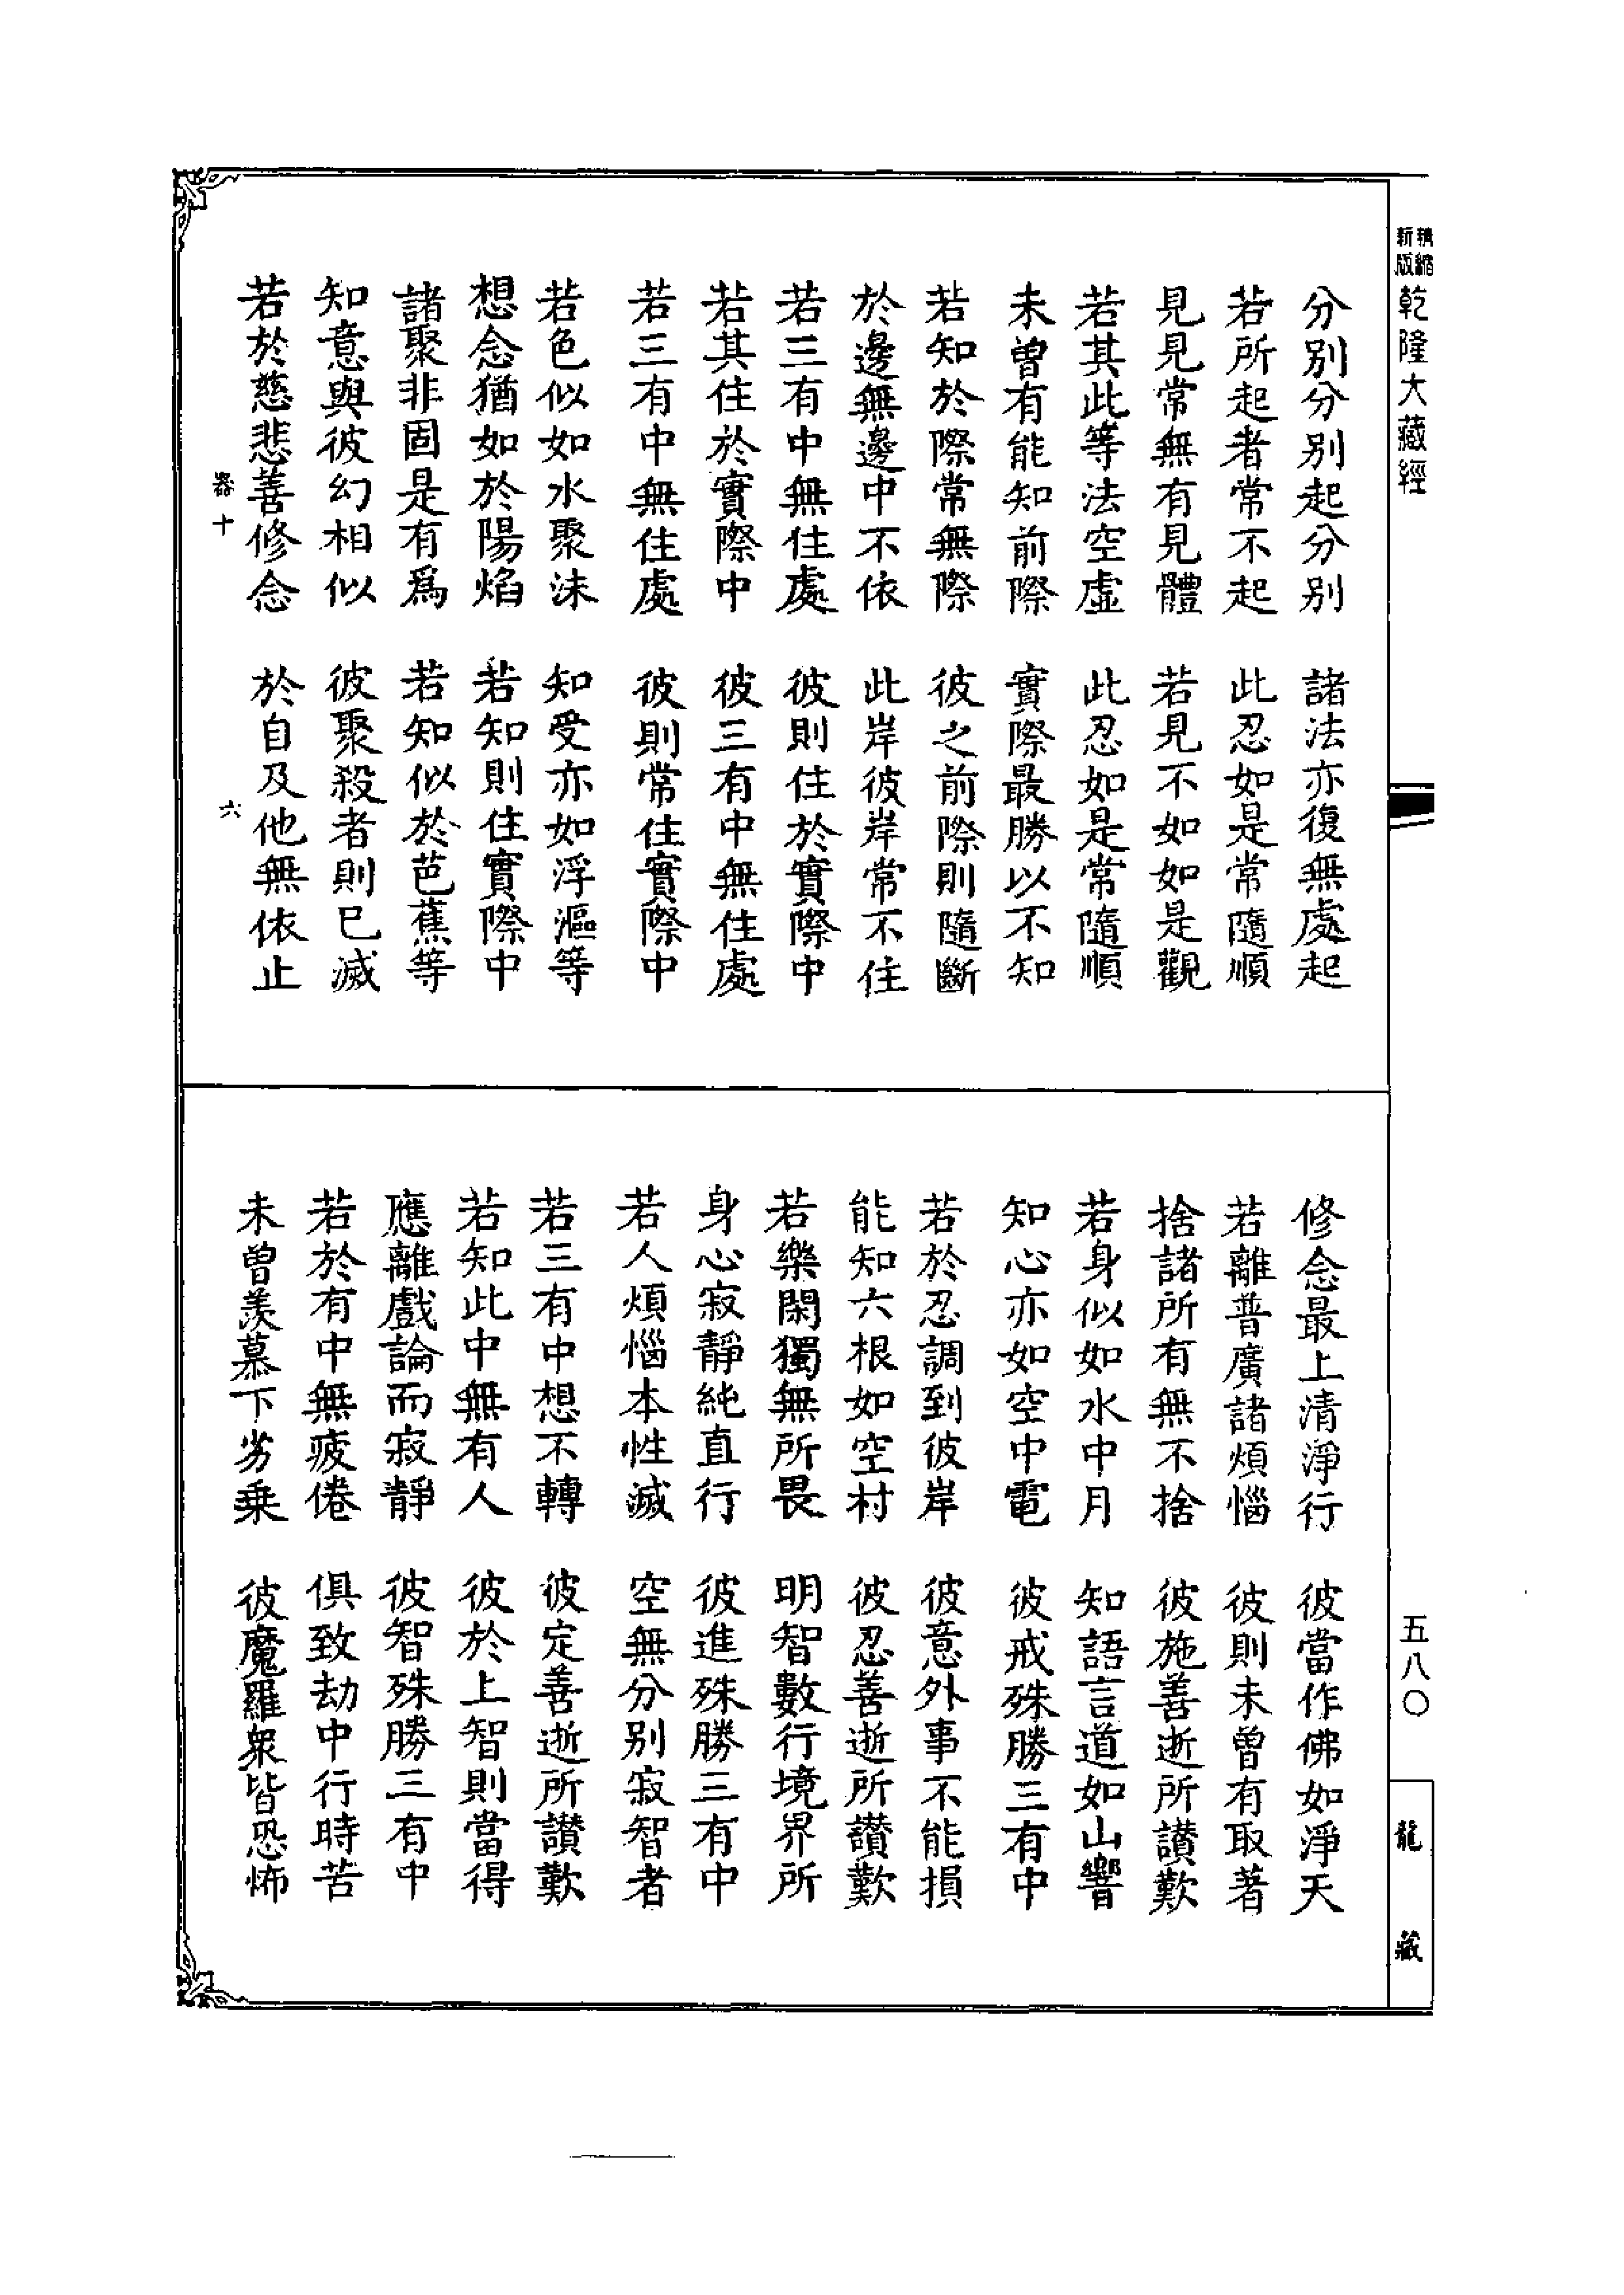 精縮新版乾隆大藏經
分別分別起分別　諸法亦復無處起
若所起者常不起　此忍如是常隨順
見見常無有見體　若見不如如是觀
若其此等法空虛　此忍如是常隨順
未曾有能知前際　實際最勝以不知
若知於際常無際　彼之前際則隨斷
於邊無邊中不依　此岸彼岸常不住
若三有中無住處　彼則住於實際中
若其住於實際中　彼三有中無住處
若三有中無住處　彼則常住實際中
若色似如水聚沫　知受亦如浮漚等
想念猶如於陽焰　若知則住實際中
諸聚非固是有為　若知似於芭蕉等
知意與彼幻相似　彼聚殺者則已滅
若於慈悲善修念　於自及他無依止
器十　六
修念最上清淨行　彼當作佛如淨天
若離普廣諸煩惱　彼則未曾有取著
捨諸所有無不捨　彼施善逝所讚歎
若身似如水中月　知語言道如山響
知心亦如空中電　彼戒殊勝三有中
若於忍調到彼岸　彼意外事不能損
能知六根如空村　彼忍善逝所讚歎
若樂閑獨無所畏　明智數行境界所
身心寂靜純直行　彼進殊勝三有中
若人煩惱本性滅　空無分別寂智者
若三有中想不轉　彼定善逝所讚歎
若知此中無有人　彼於上智則當得
應離戲論而寂靜　彼智殊勝三有中
若於有中無疲倦　俱致劫中行時苦
未曾羨慕下劣乘　彼魔羅眾皆恐怖
五八〇
龍藏